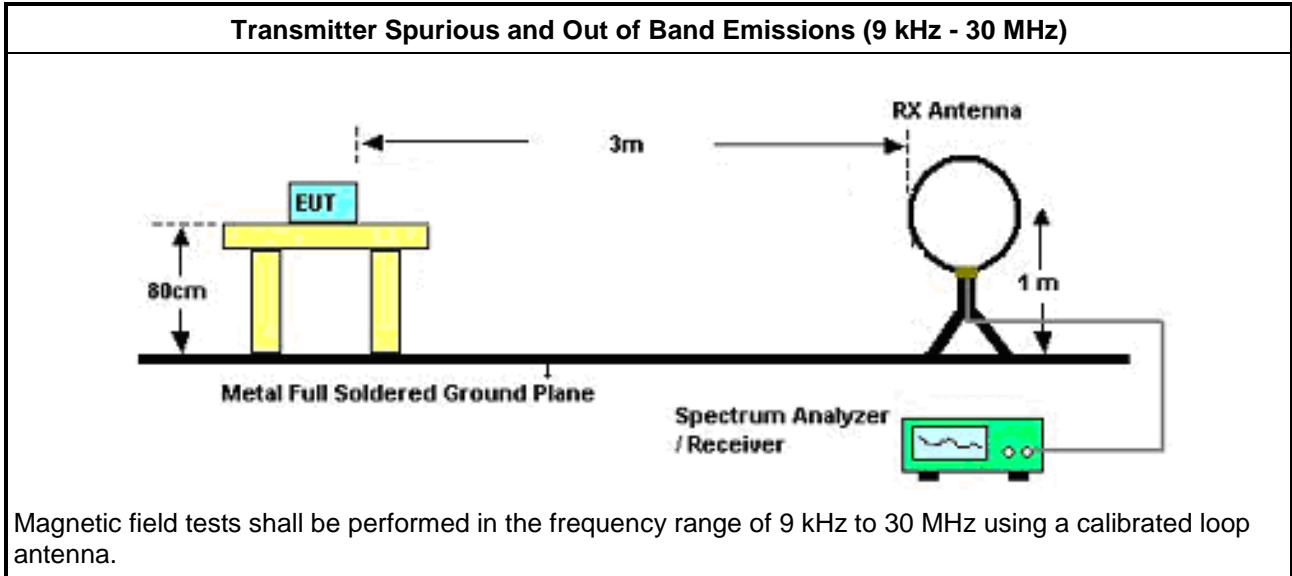 Transmitter Spurious and Out of Band Emissions (9 kHz - 30 MHz)
RX Antenna
3m
EUT
80cm
1 m
Metal Full Soldered Ground Plane
Spectrum Analyzer
/ Receiver
Magnetic field tests shall be performed in the frequency range of 9 kHz to 30 MHz using a calibrated loop
antenna.